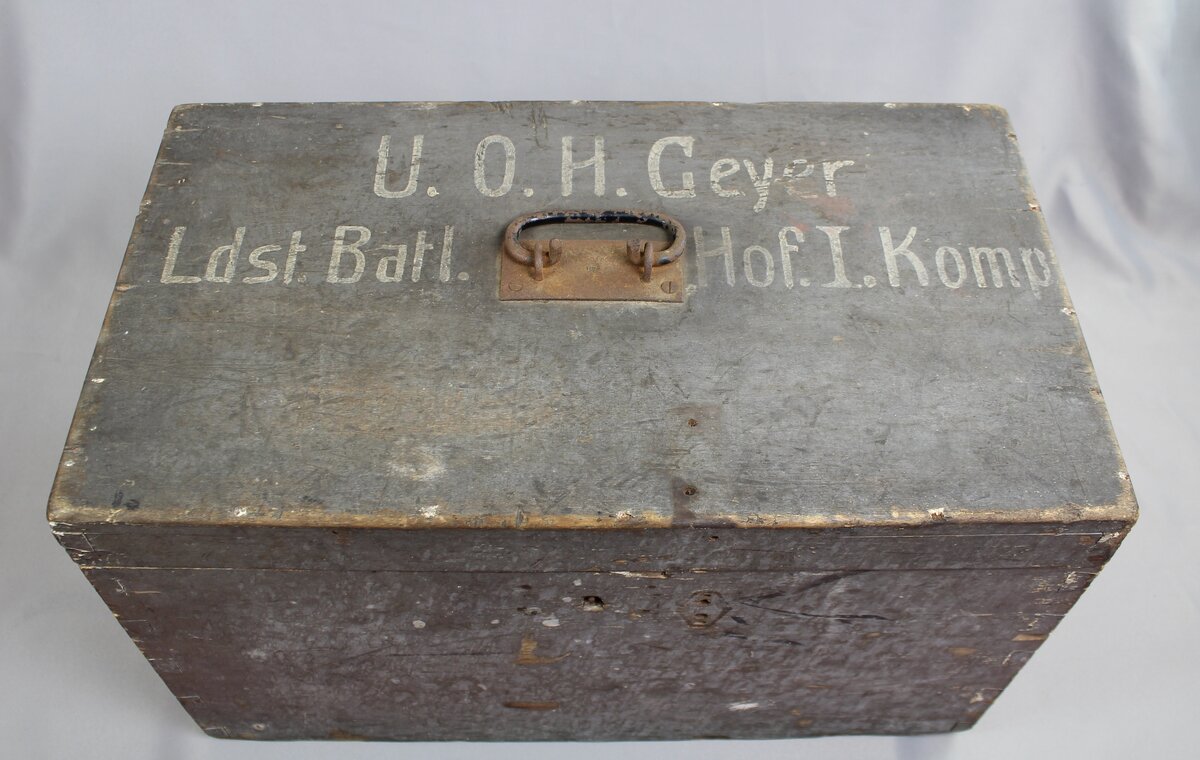 U. O. H. Geyer
Ldst. Batl. Hof. I. Komp